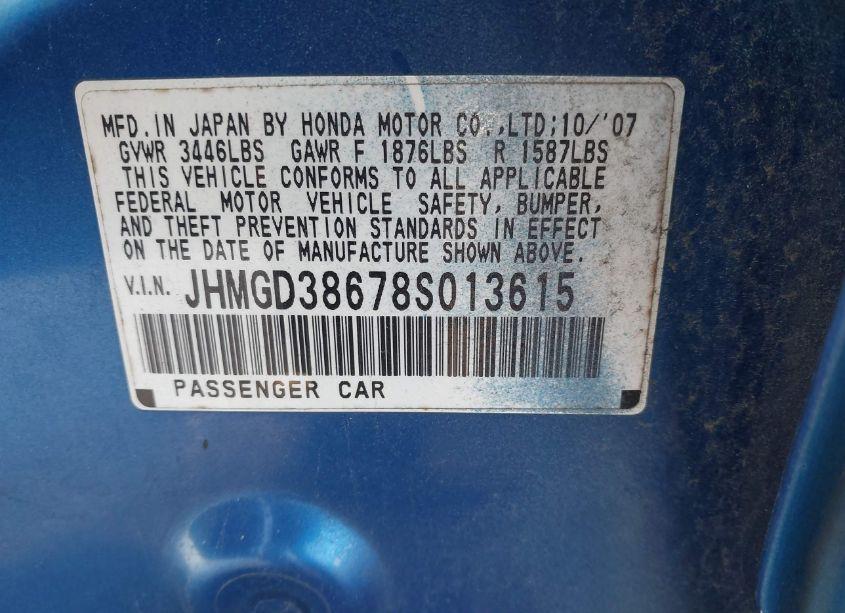 MFD.IN JAPAN BY HONDA MOTOR CO.,LTD;10/'07
GVWR 3446LBS GAWR F 1876LBS R 1587LBS
THIS VEHICLE CONFORMS TO ALL APPLICABLE
FEDERAL MOTOR VEHICLE SAFETY, BUMPER,
AND THEFT PREVENTION STANDARDS IN EFFECT
ON THE DATE OF MANUFACTURE SHOWN ABOVE.
V.I.N. JHMGD38678S013615
PASSENGER CAR